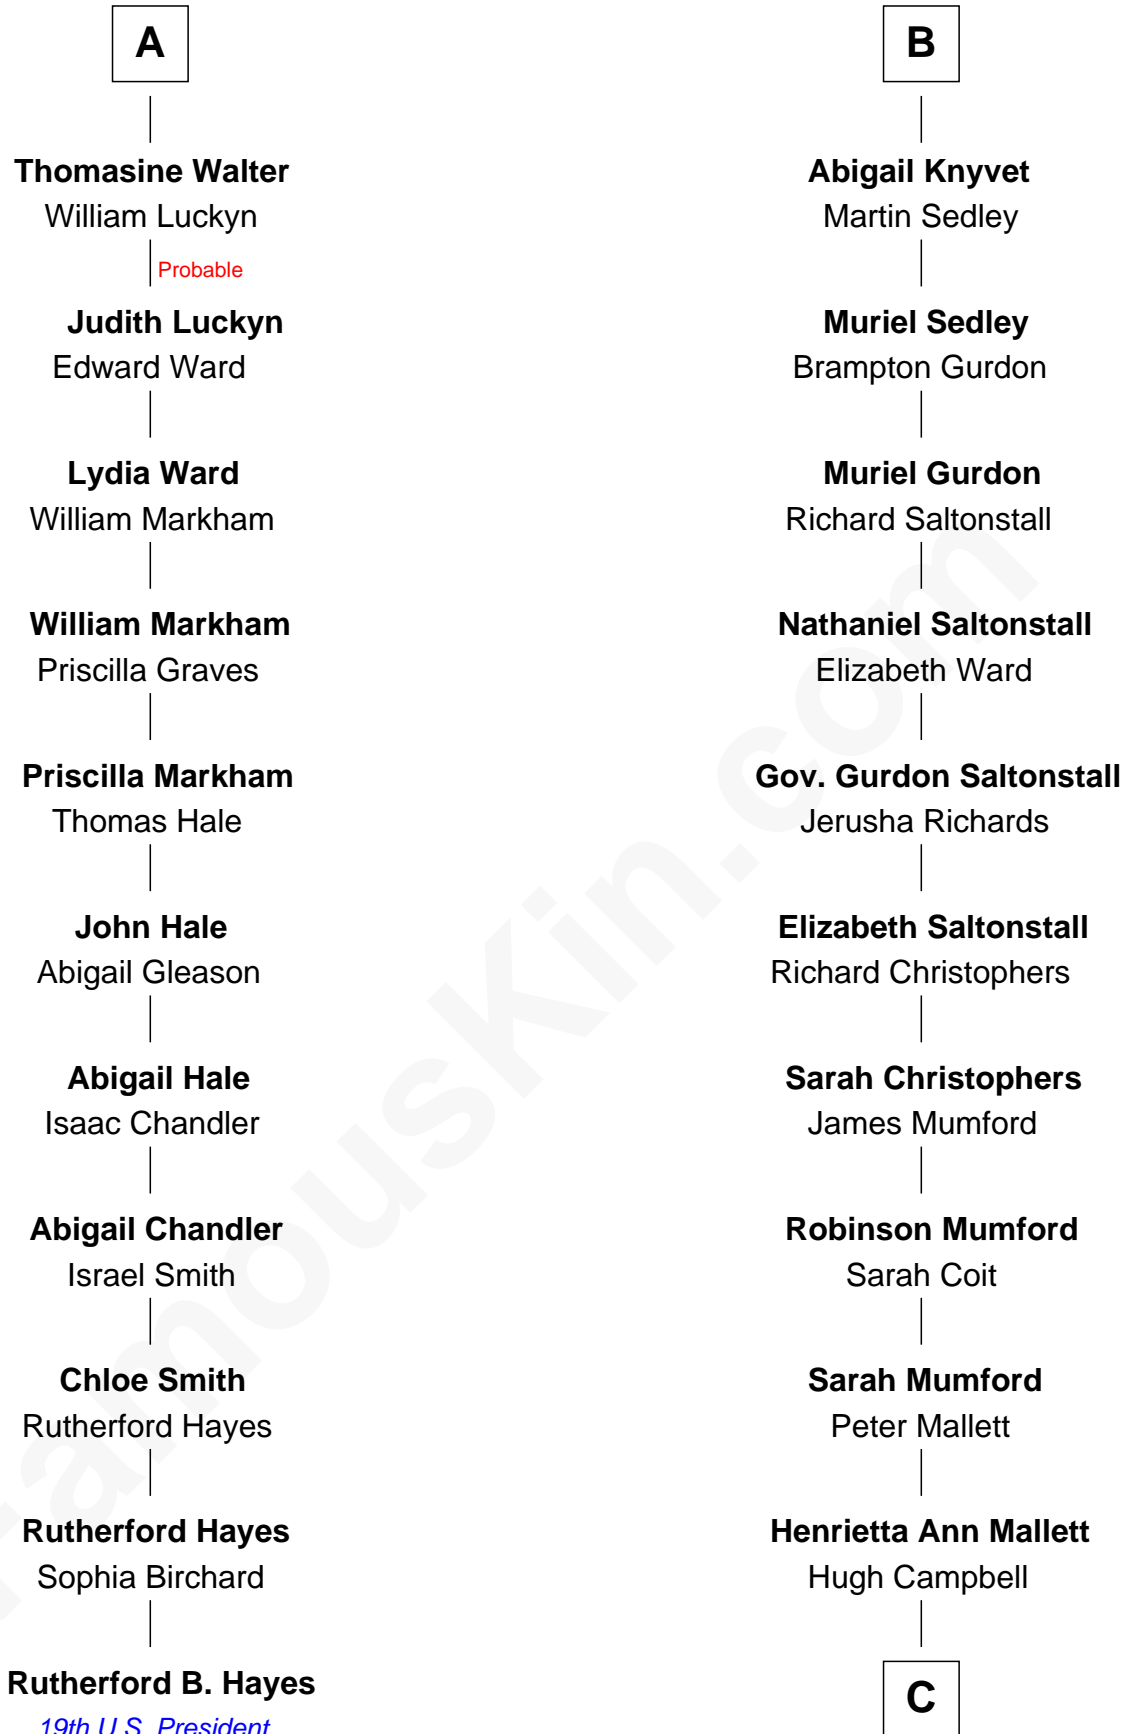 A
Thomasine Walter
William Luckyn
Probable
Judith Luckyn
Edward Ward
Lydia Ward
William Markham
William Markham
Priscilla Graves
Priscilla Markham
Thomas Hale
John Hale
Abigail Gleason
Abigail Hale
Isaac Chandler
Abigail Chandler
Israel Smith
Chloe Smith
Rutherford Hayes
Rutherford Hayes
Sophia Birchard
Rutherford B. Hayes
19th U.S. President
B
Abigail Knyvet
Martin Sedley
Muriel Sedley
Brampton Gurdon
Muriel Gurdon
Richard Saltonstall
Nathaniel Saltonstall
Elizabeth Ward
Gov. Gurdon Saltonstall
Jerusha Richards
Elizabeth Saltonstall
Richard Christophers
Sarah Christophers
James Mumford
Robinson Mumford
Sarah Coit
Sarah Mumford
Peter Mallett
Henrietta Ann Mallett
Hugh Campbell
C
FamousKin.com